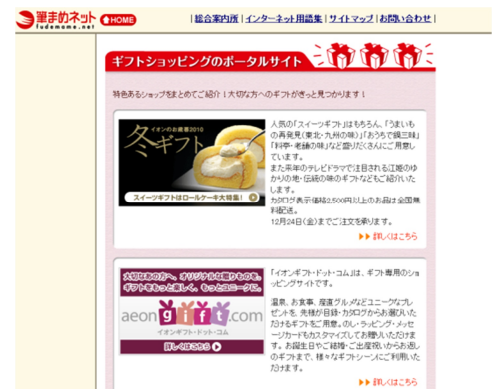 筆まめネット HOME
fudemame.net
|総合案内所|インターネット用語集|サイトマップ|お問い合わせ|
ギフトショッピングのポータルサイト
特色あるショップをまとめてご紹介！大切な方へのギフトがきっと見つかります！
イオンのお歳暮2010
冬ギフト
スイーツギフトはロールケーキ大特集！
人気の「スイーツギフト」はもちろん、「うまいも
の再発見(東北・九州の味)」「おうちで鍋三昧」
「料亭・老舗の味」など盛りだくさんにご用意し
ています。
また来年のテレビドラマで注目される江姫のゆ
かりの地・伝統の味のギフトなどもご紹介いた
します。
カタログ表示価格2,500円以上のお品は全国無
料配送。
12月24日(金)までご注文を承ります。
詳しくはこちら
大切なあの方へ、オリジナルな贈りものを。
ギフトをもっと楽しく、もっとユニークに。
aeon gift.com
イオンギフト・ドット・コム
詳しくはこちら
「イオンギフト・ドット・コム」は、ギフト専用のショ
ッピングサイトです。
温泉、お食事、産直グルメなどユニークなプレ
ゼントを、先様が目録・カタログからお選びいた
だけるギフトをご用意。のし・ラッピング・メッセ
ージカードもカスタマイズしてお贈りいただけま
す。お誕生日やご結婚・ご出産祝いからお返し
のギフトまで、様々なギフトシーンにご利用いた
だけます。
詳しくはこちら